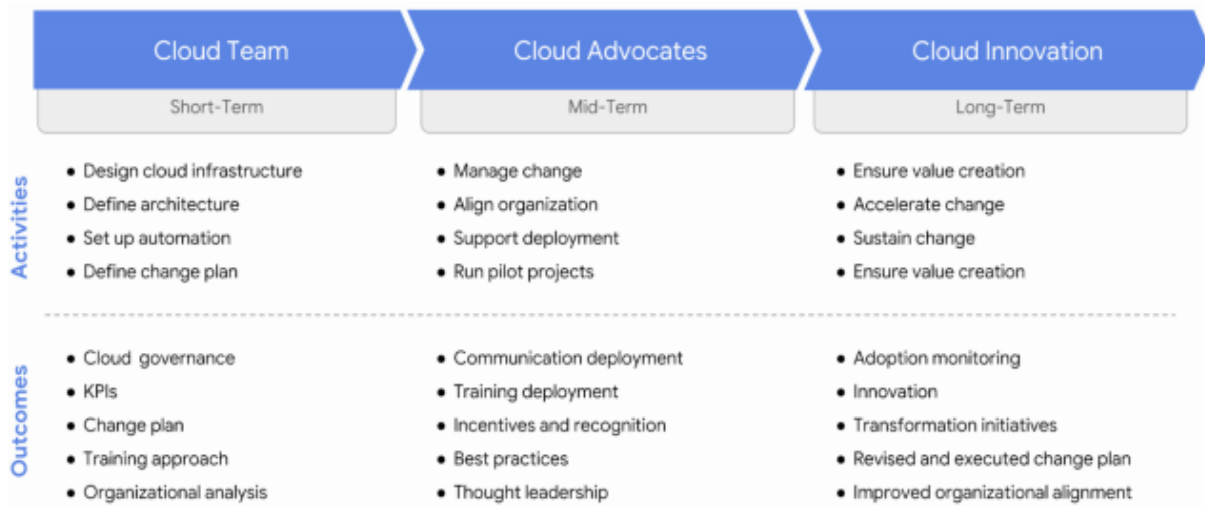 Cloud Team
Cloud Advocates
Cloud Innovation
Short-Term
Mid-Term
Long-Term
Activities
• Design cloud infrastructure
• Define architecture
• Set up automation
• Define change plan
• Manage change
• Align organization
• Support deployment
• Run pilot projects
• Ensure value creation
• Accelerate change
• Sustain change
• Ensure value creation
Outcomes
• Cloud governance
• KPIs
• Change plan
• Training approach
• Organizational analysis
• Communication deployment
• Training deployment
• Incentives and recognition
• Best practices
• Thought leadership
• Adoption monitoring
• Innovation
• Transformation initiatives
• Revised and executed change plan
• Improved organizational alignment